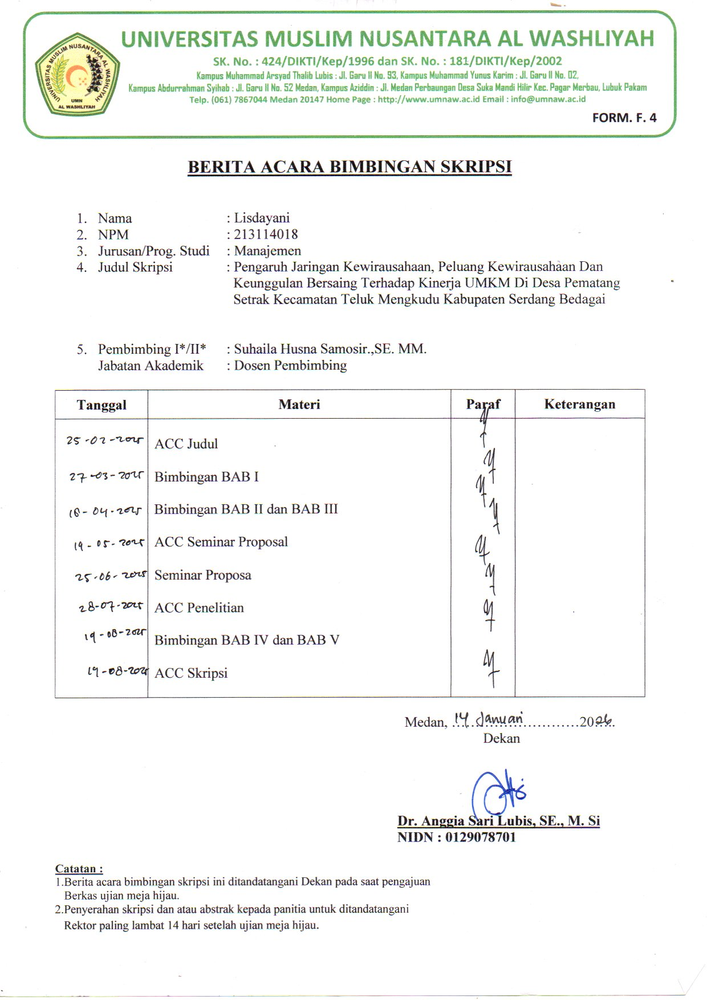 UNIVERSITAS MUSLIM NUSANTARA AL WASHLIYAH
SK. No. : 424/DIKTI/Kep/1996 dan SK. No. : 181/DIKTI/Kep/2002
Kampus Muhammad Arsyad Thalib Lubis : Jl. Garu II No. 93, Kampus Muhammad Yunus Karim : Jl. Garu II No. 02,
Kampus Abdurrahman Syihab : Jl. Garu II No. 52 Medan, Kampus Aziddin : Jl. Medan Perbaungan Desa Suka Mandi Hilir Kec. Pagar Merbau, Lubuk Pakam
Telp. (061) 7867044 Medan 20147 Home Page : http://www.umnaw.ac.id Email : info@umnaw.ac.id
UNIVERSITAS MUSLIM NUSANTARA AL WASHLIYAH
UMN
AL WASHLIYAH
FORM. F. 4
BERITA ACARA BIMBINGAN SKRIPSI
1. Nama : Lisdayani
2. NPM : 213114018
3. Jurusan/Prog. Studi : Manajemen
4. Judul Skripsi : Pengaruh Jaringan Kewirausahaan, Peluang Kewirausahaan Dan
Keunggulan Bersaing Terhadap Kinerja UMKM Di Desa Pematang
Setrak Kecamatan Teluk Mengkudu Kabupaten Serdang Bedagai
5. Pembimbing I*/II* : Suhaila Husna Samosir.,SE. MM.
Jabatan Akademik : Dosen Pembimbing
Tanggal Materi Paraf Keterangan
25-02-2025 ACC Judul
27-03-2025 Bimbingan BAB I
16-04-2025 Bimbingan BAB II dan BAB III
19-05-2025 ACC Seminar Proposal
25-06-2025 Seminar Proposa
28-07-2025 ACC Penelitian
19-08-2025 Bimbingan BAB IV dan BAB V
19-08-2025 ACC Skripsi
Medan, 14 Januari 2026
Dekan
Dr. Anggia Sari Lubis, SE., M. Si
NIDN : 0129078701
Catatan :
1.Berita acara bimbingan skripsi ini ditandatangani Dekan pada saat pengajuan
Berkas ujian meja hijau.
2.Penyerahan skripsi dan atau abstrak kepada panitia untuk ditandatangani
Rektor paling lambat 14 hari setelah ujian meja hijau.